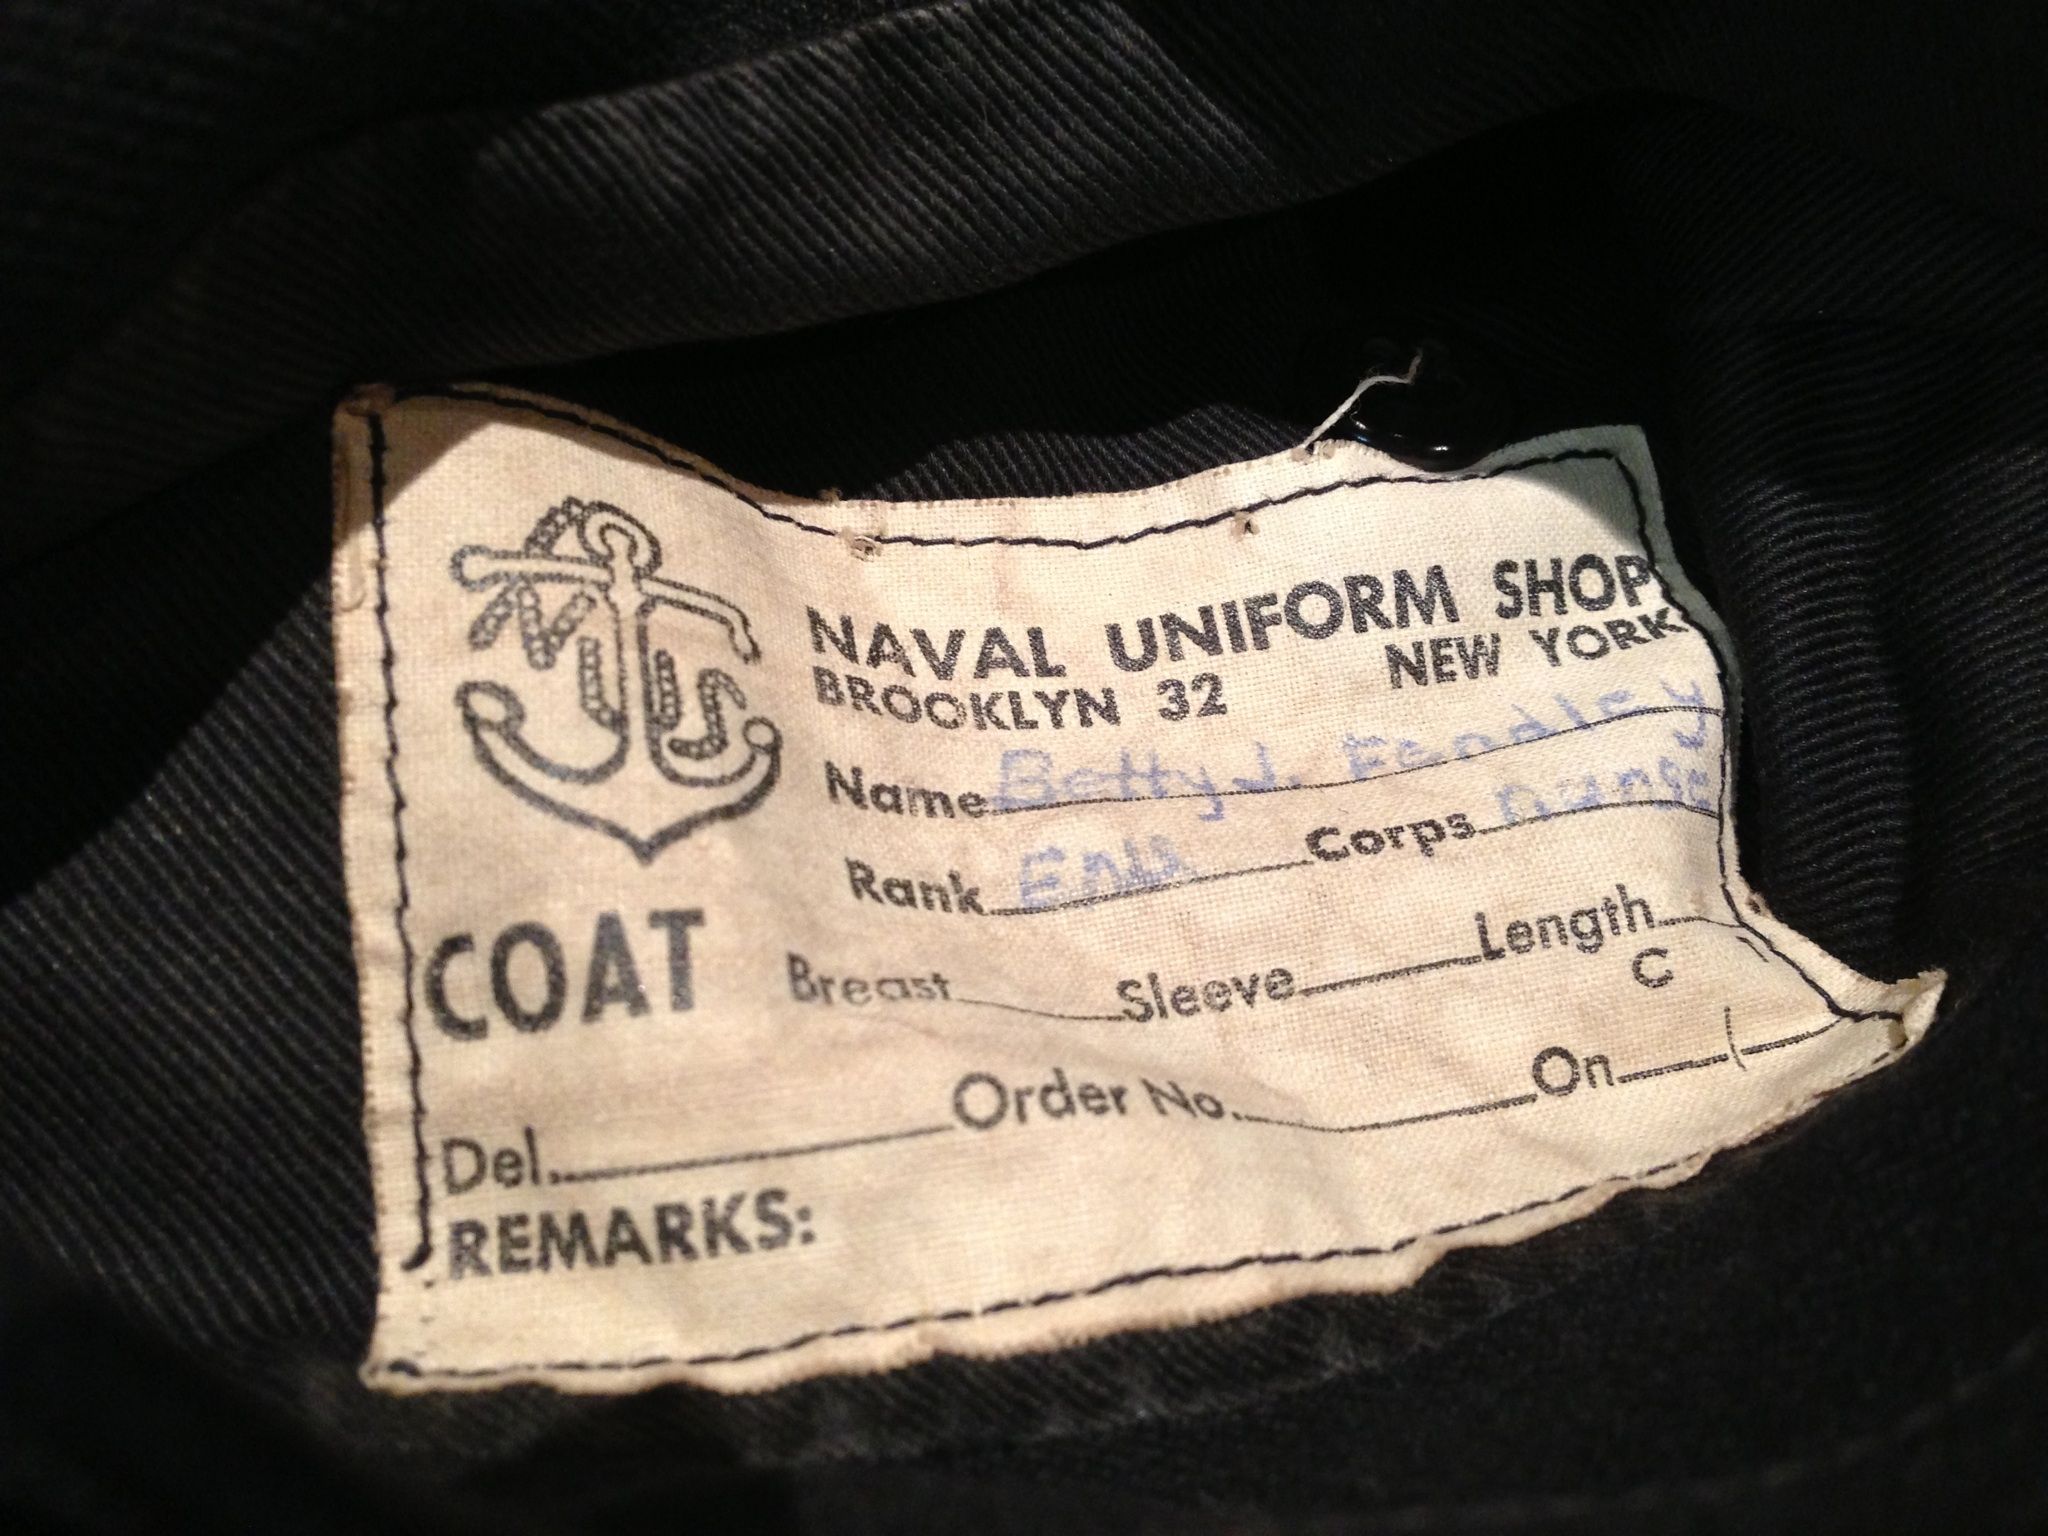 NUS
NAVAL UNIFORM SHOP
BROOKLYN 32 NEW YORK
Name Betty J.
Rank Corps
COAT Breast Sleeve Length
C
Del. Order No. On
REMARKS: